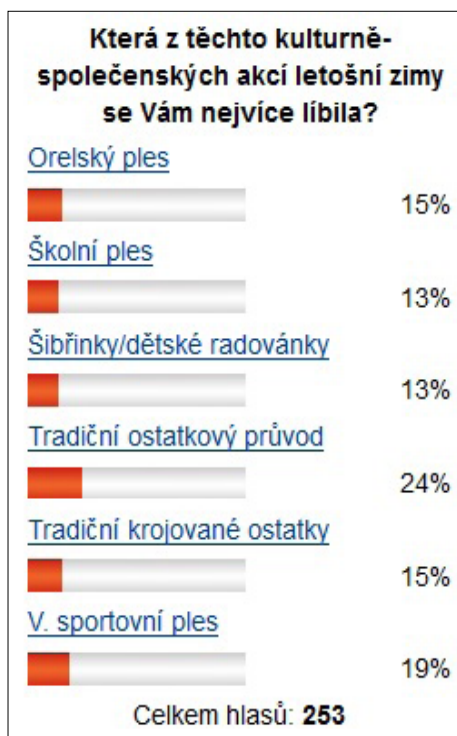 Která z těchto kulturně-
společenských akcí letošní zimy
se Vám nejvíce líbila?
Orelský ples
15%
Školní ples
13%
Šibřinky/dětské radovánky
13%
Tradiční ostatkový průvod
24%
Tradiční krojované ostatky
15%
V. sportovní ples
19%
Celkem hlasů: 253